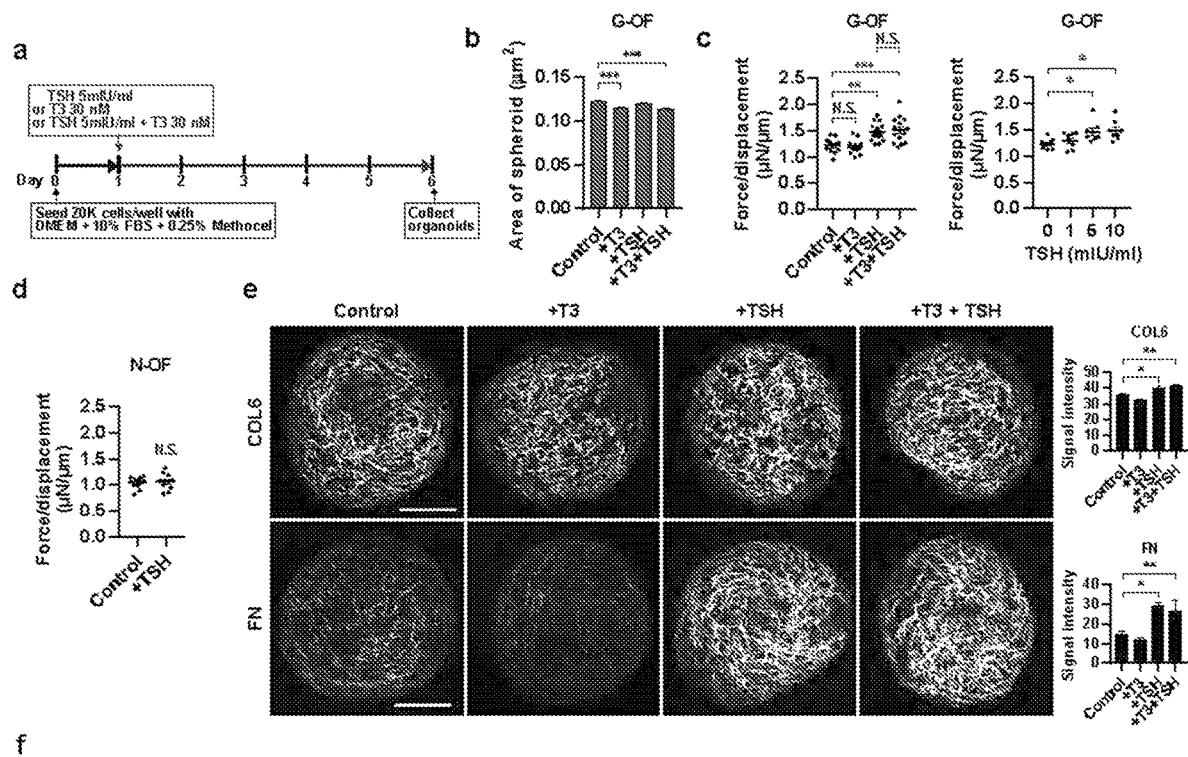 a
TSH 5mIU/ml
or T3 30 nM
or TSH 5mIU/ml + T3 30 nM
Day 0 1 2 3 4 5 6
Seed 20K cells/well with
DMEM + 10% FBS + 0.25% Methocel
Collect
organoids
b
G-OF
Area of spheroid (μm2)
***
***
0.15
0.10
0.05
0.00
Control
+T3
+TSH
+T3+TSH
c
G-OF
Force/displacement
(μN/μm)
N.S.
***
**
N.S.
2.5
2.0
1.5
1.0
0.5
0.0
Control
+T3
+TSH
+T3+TSH
G-OF
Force/displacement
(μN/μm)
*
*
2.5
2.0
1.5
1.0
0.5
0.0
0 1 5 10
TSH (mIU/ml)
d
N-OF
Force/displacement
(μN/μm)
N.S.
2.5
2.0
1.5
1.0
0.5
0.0
Control
+TSH
e
Control +T3 +TSH +T3 + TSH
COL6
FN
COL6
Signal intensity
**
*
50
40
30
20
10
0
Control
+T3
+TSH
+T3+TSH
FN
Signal intensity
**
*
40
30
20
10
0
Control
+T3
+TSH
+T3+TSH
f